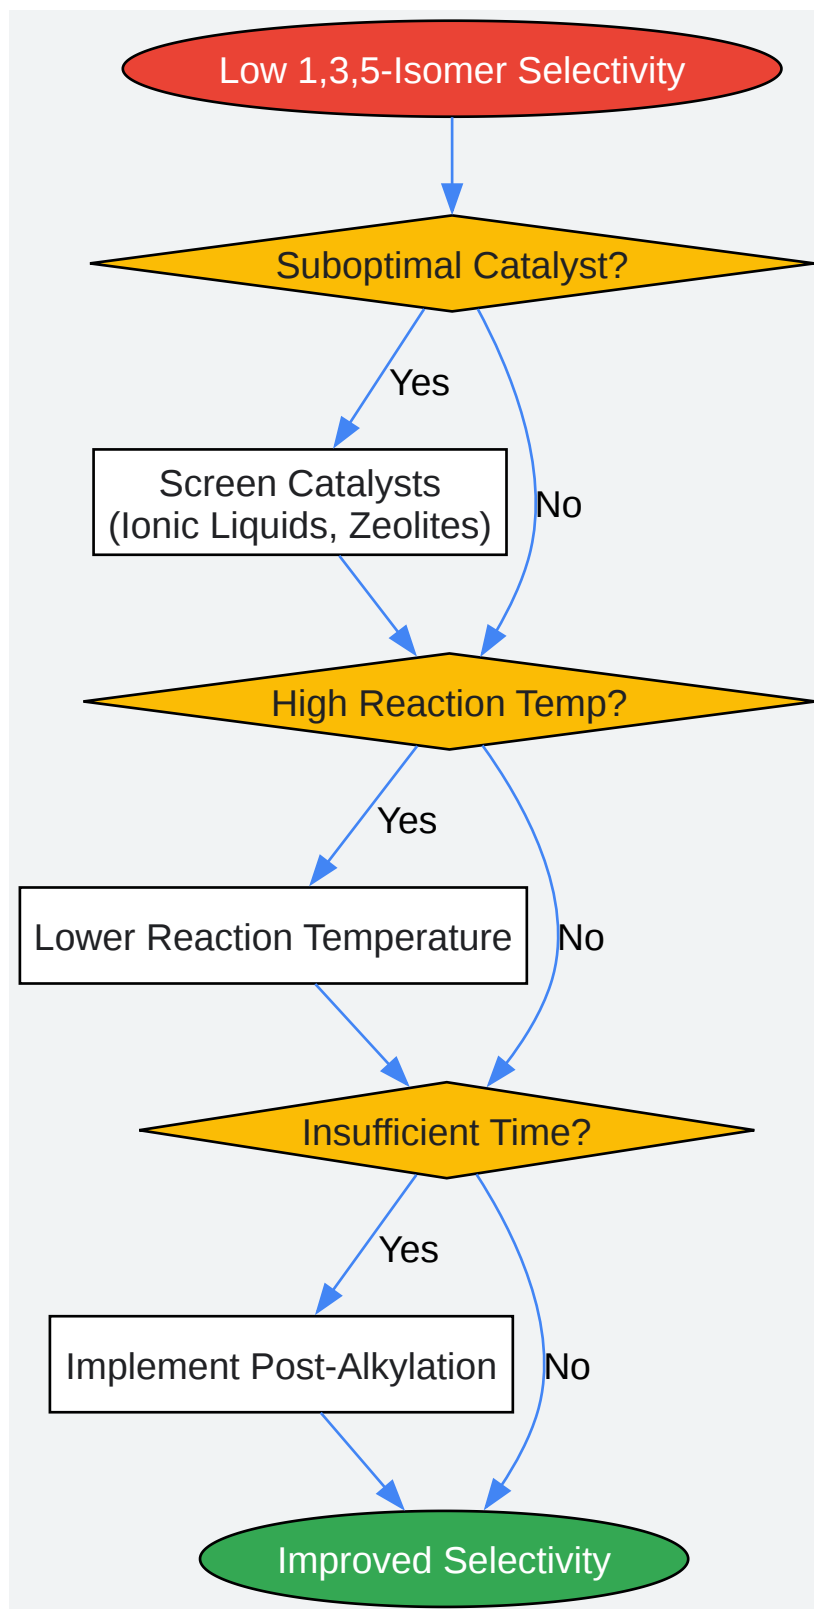 Low 1,3,5-Isomer Selectivity
Suboptimal Catalyst?
Yes
Screen Catalysts
(Ionic Liquids, Zeolites)
No
High Reaction Temp?
Yes
Lower Reaction Temperature
No
Insufficient Time?
Yes
Implement Post-Alkylation
No
Improved Selectivity